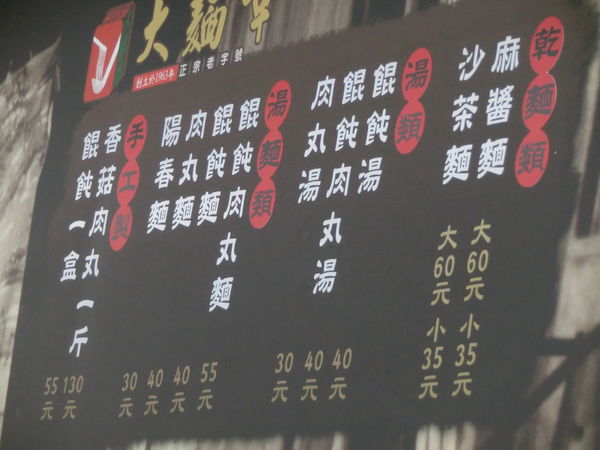 大麵章
創立於1963年 正宗老字號
乾麵類
麻醬麵 大60元 小35元
沙茶麵 大60元 小35元
湯類
餛飩湯 40元
餛飩肉丸湯 40元
肉丸湯 30元
湯麵類
餛飩肉丸麵 55元
餛飩麵 40元
肉丸麵 40元
陽春麵 30元
手工製
香菇肉丸一斤 130元
餛飩一盒 55元